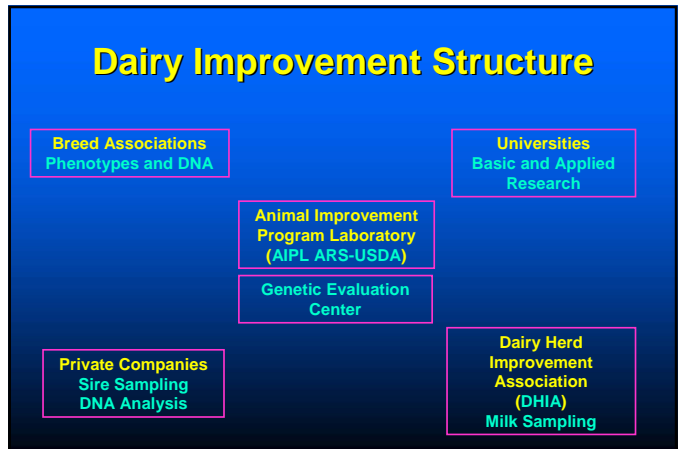 Dairy Improvement Structure
Breed Associations
Phenotypes and DNA
Universities
Basic and Applied
Research
Animal Improvement
Program Laboratory
(AIPL ARS-USDA)
Genetic Evaluation
Center
Private Companies
Sire Sampling
DNA Analysis
Dairy Herd
Improvement
Association
(DHIA)
Milk Sampling